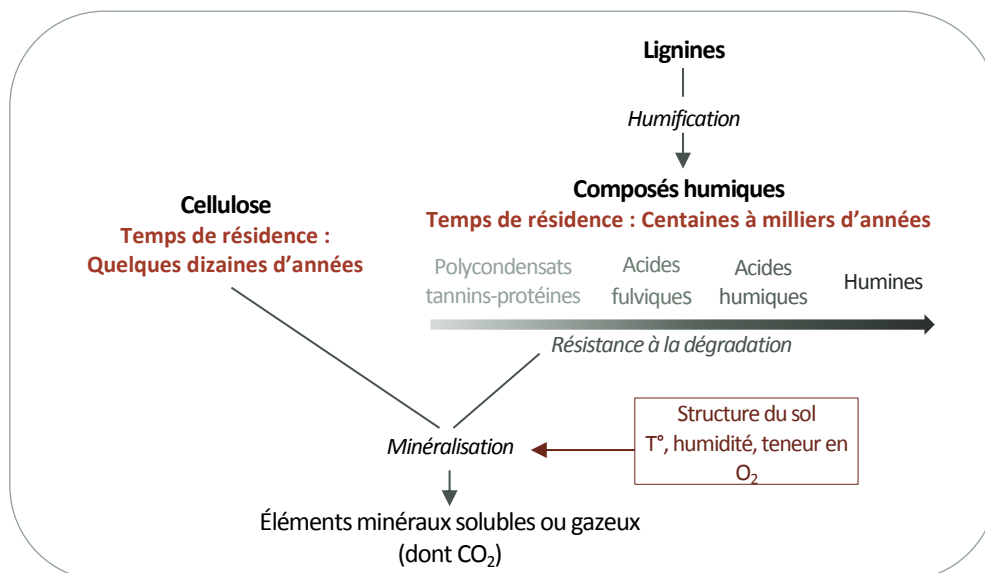 Lignines
Humification
Composés humiques
Temps de résidence : Centaines à milliers d’années
Cellulose
Temps de résidence :
Quelques dizaines d’années
Polycondensats
tannins-protéines
Acides
fulviques
Acides
humiques
Humines
Résistance à la dégradation
Structure du sol
T°, humidité, teneur en
O₂
Minéralisation
Éléments minéraux solubles ou gazeux
(dont CO₂)